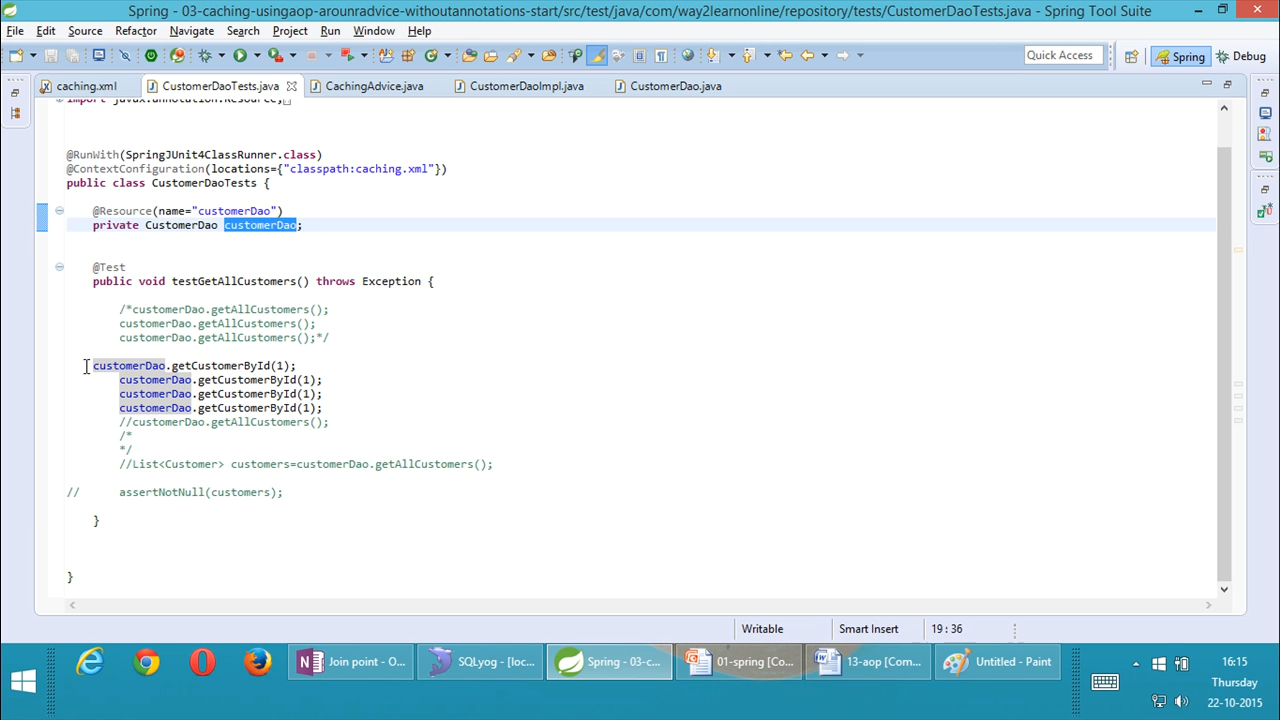 Spring - 03-caching-usingaop-arounradvice-withoutannotations-start/src/test/java/com/way2learnonline/repository/tests/CustomerDaoTests.java - Spring Tool Suite
File Edit Source Refactor Navigate Search Project Run Window Help
Quick Access Spring Debug
caching.xml CustomerDaoTests.java CachingAdvice.java CustomerDaoImpl.java CustomerDao.java
import javax.annotation.Resource;
@RunWith(SpringJUnit4ClassRunner.class)
@ContextConfiguration(locations={"classpath:caching.xml"})
public class CustomerDaoTests {
@Resource(name="customerDao")
private CustomerDao customerDao;
@Test
public void testGetAllCustomers() throws Exception {
/*customerDao.getAllCustomers();
customerDao.getAllCustomers();
customerDao.getAllCustomers();*/
customerDao.getCustomerById(1);
customerDao.getCustomerById(1);
customerDao.getCustomerById(1);
customerDao.getCustomerById(1);
//customerDao.getAllCustomers();
/*
*/
//List<Customer> customers=customerDao.getAllCustomers();
// assertNotNull(customers);
}
}
Writable Smart Insert 19 : 36
Join point - O... SQLyog - [loc... Spring - 03-c... 01-spring [Co... 13-aop [Com... Untitled - Paint
16:15
Thursday
22-10-2015